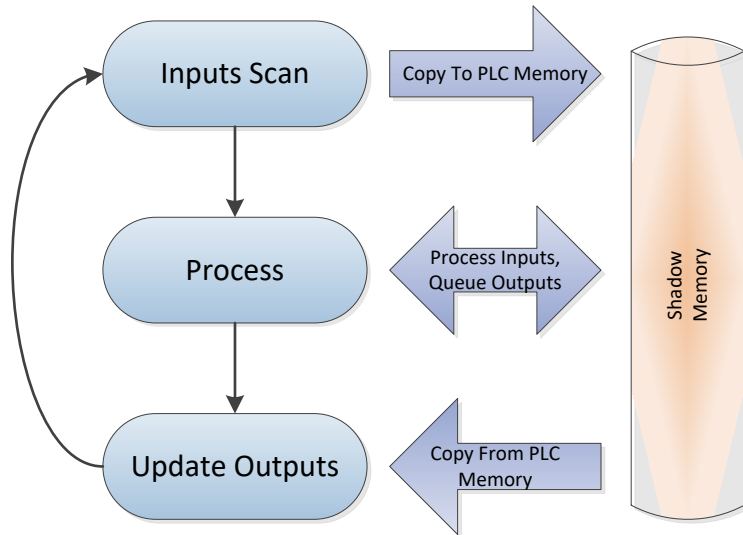 Inputs Scan
Copy To PLC Memory
Process
Process Inputs,
Queue Outputs
Shadow
Memory
Update Outputs
Copy From PLC
Memory